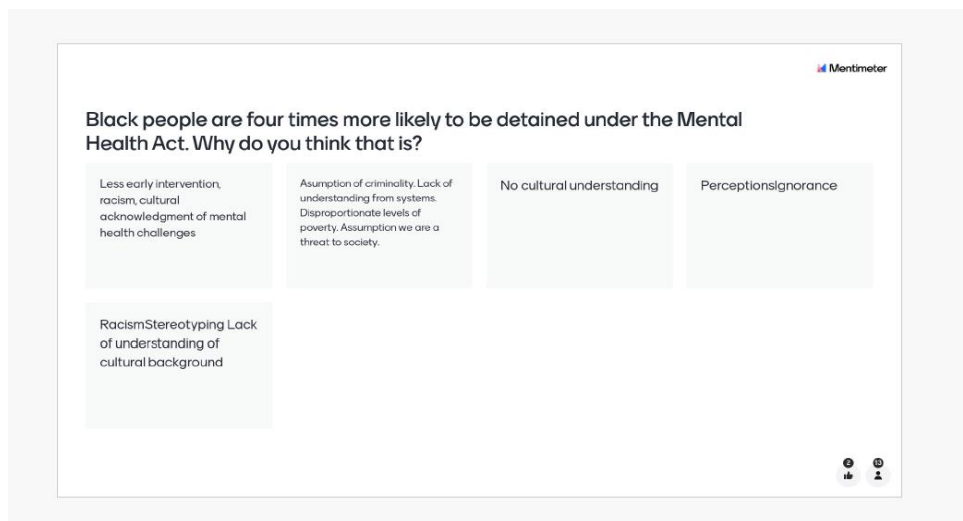 Mentimeter
Black people are four times more likely to be detained under the Mental
Health Act. Why do you think that is?
Less early intervention,
racism, cultural
acknowledgment of mental
health challenges
Asumption of criminality. Lack of
understanding from systems.
Disproportionate levels of
poverty. Assumption we are a
threat to society.
No cultural understanding
PerceptionsIgnorance
RacismStereotyping Lack
of understanding of
cultural background
2
13